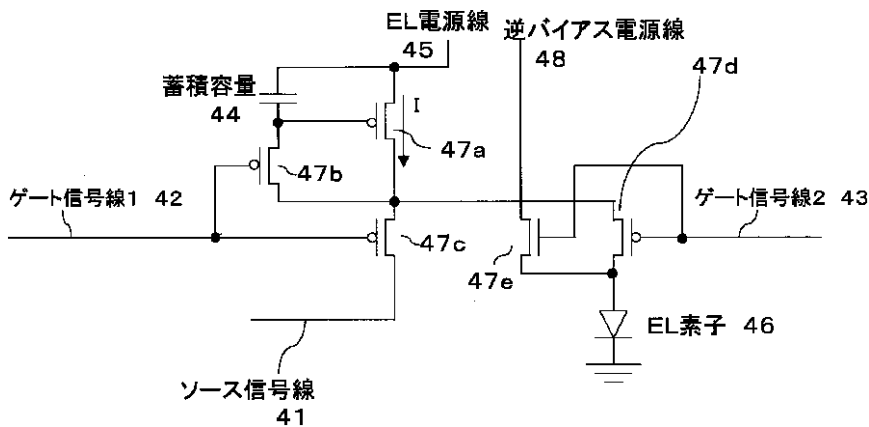 EL電源線
45
逆バイアス電源線
48
47d
蓄積容量
44
I
47a
47b
ゲート信号線1 42
ゲート信号線2 43
47c
47e
EL素子 46
ソース信号線
41